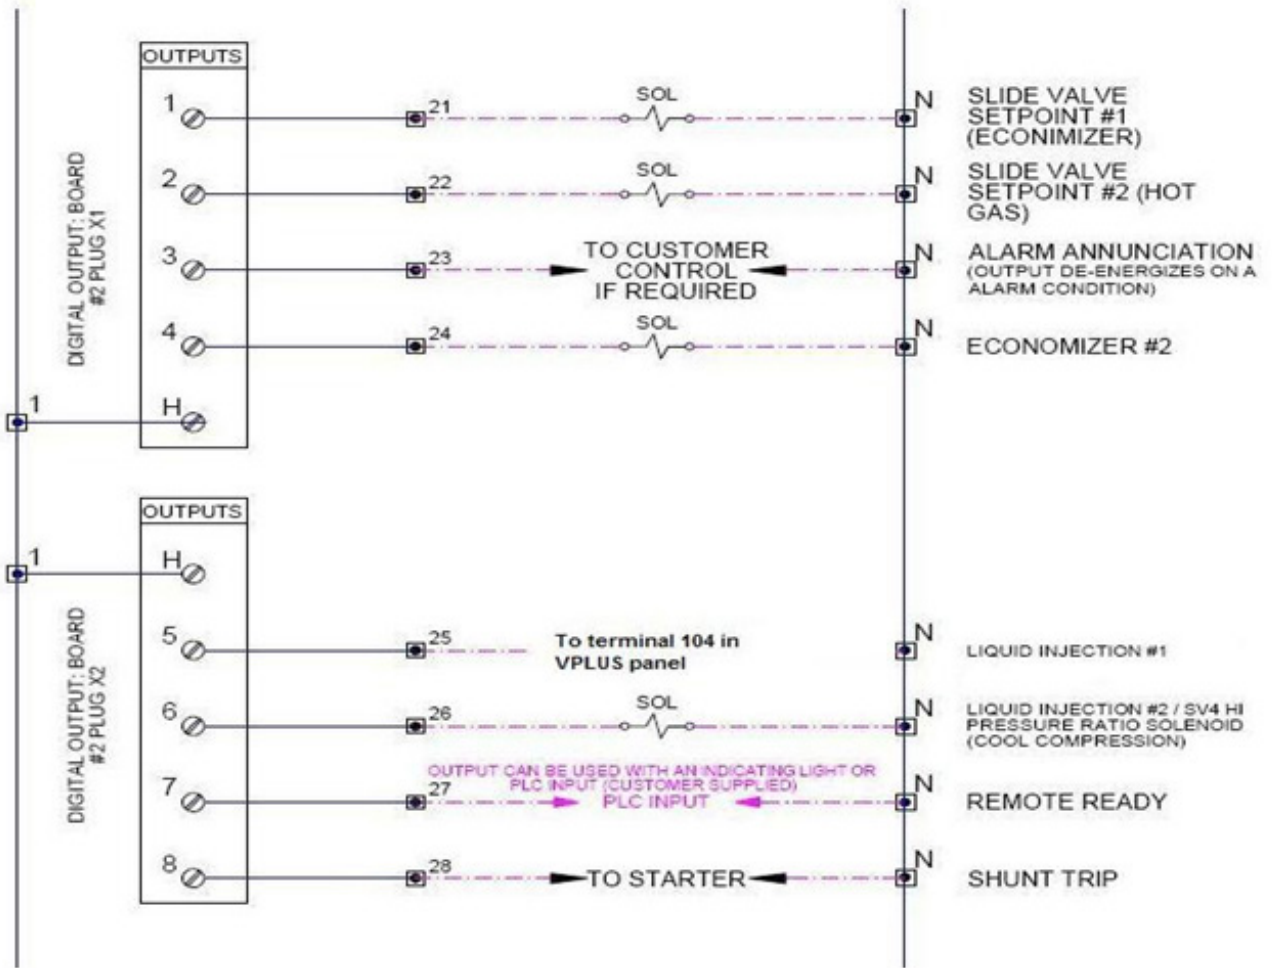 OUTPUTS
DIGITAL OUTPUT: BOARD
#2 PLUG X1
1
21
SOL
N
SLIDE VALVE
SETPOINT #1
(ECONIMIZER)
2
22
SOL
N
SLIDE VALVE
SETPOINT #2 (HOT
GAS)
3
23
TO CUSTOMER
CONTROL
IF REQUIRED
N
ALARM ANNUNCIATION
(OUTPUT DE-ENERGIZES ON A
ALARM CONDITION)
4
24
SOL
N
ECONOMIZER #2
1
H
OUTPUTS
DIGITAL OUTPUT: BOARD
#2 PLUG X2
1
H
5
25
To terminal 104 in
VPLUS panel
N
LIQUID INJECTION #1
6
26
SOL
N
LIQUID INJECTION #2 / SV4 HI
PRESSURE RATIO SOLENOID
(COOL COMPRESSION)
OUTPUT CAN BE USED WITH AN INDICATING LIGHT OR
PLC INPUT (CUSTOMER SUPPLIED)
7
27
PLC INPUT
N
REMOTE READY
8
28
TO STARTER
N
SHUNT TRIP